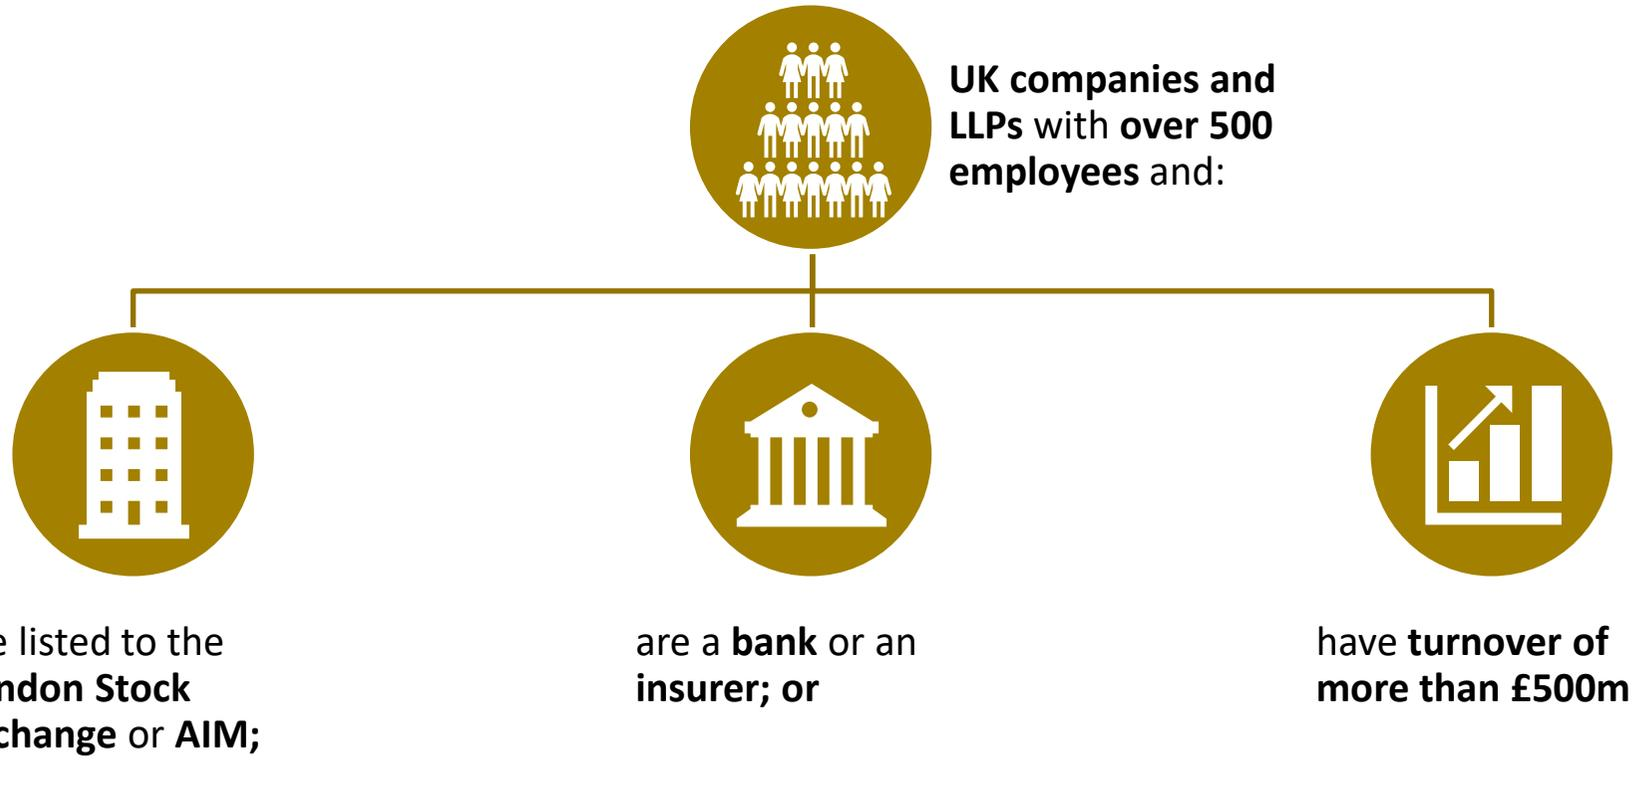 UK companies and
LLPs with over 500
employees and:
e listed to the
ndon Stock
change or AIM;
are a bank or an
insurer; or
have turnover of
more than £500m